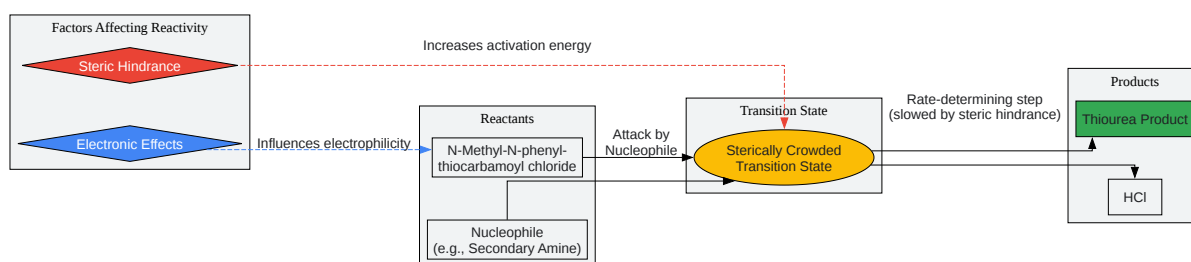 Factors Affecting Reactivity
Steric Hindrance
Electronic Effects
Increases activation energy
Influences electrophilicity
Reactants
N-Methyl-N-phenyl-
thiocarbamoyl chloride
Nucleophile
(e.g., Secondary Amine)
Attack by
Nucleophile
Transition State
Sterically Crowded
Transition State
Rate-determining step
(slowed by steric hindrance)
Products
Thiourea Product
HCl